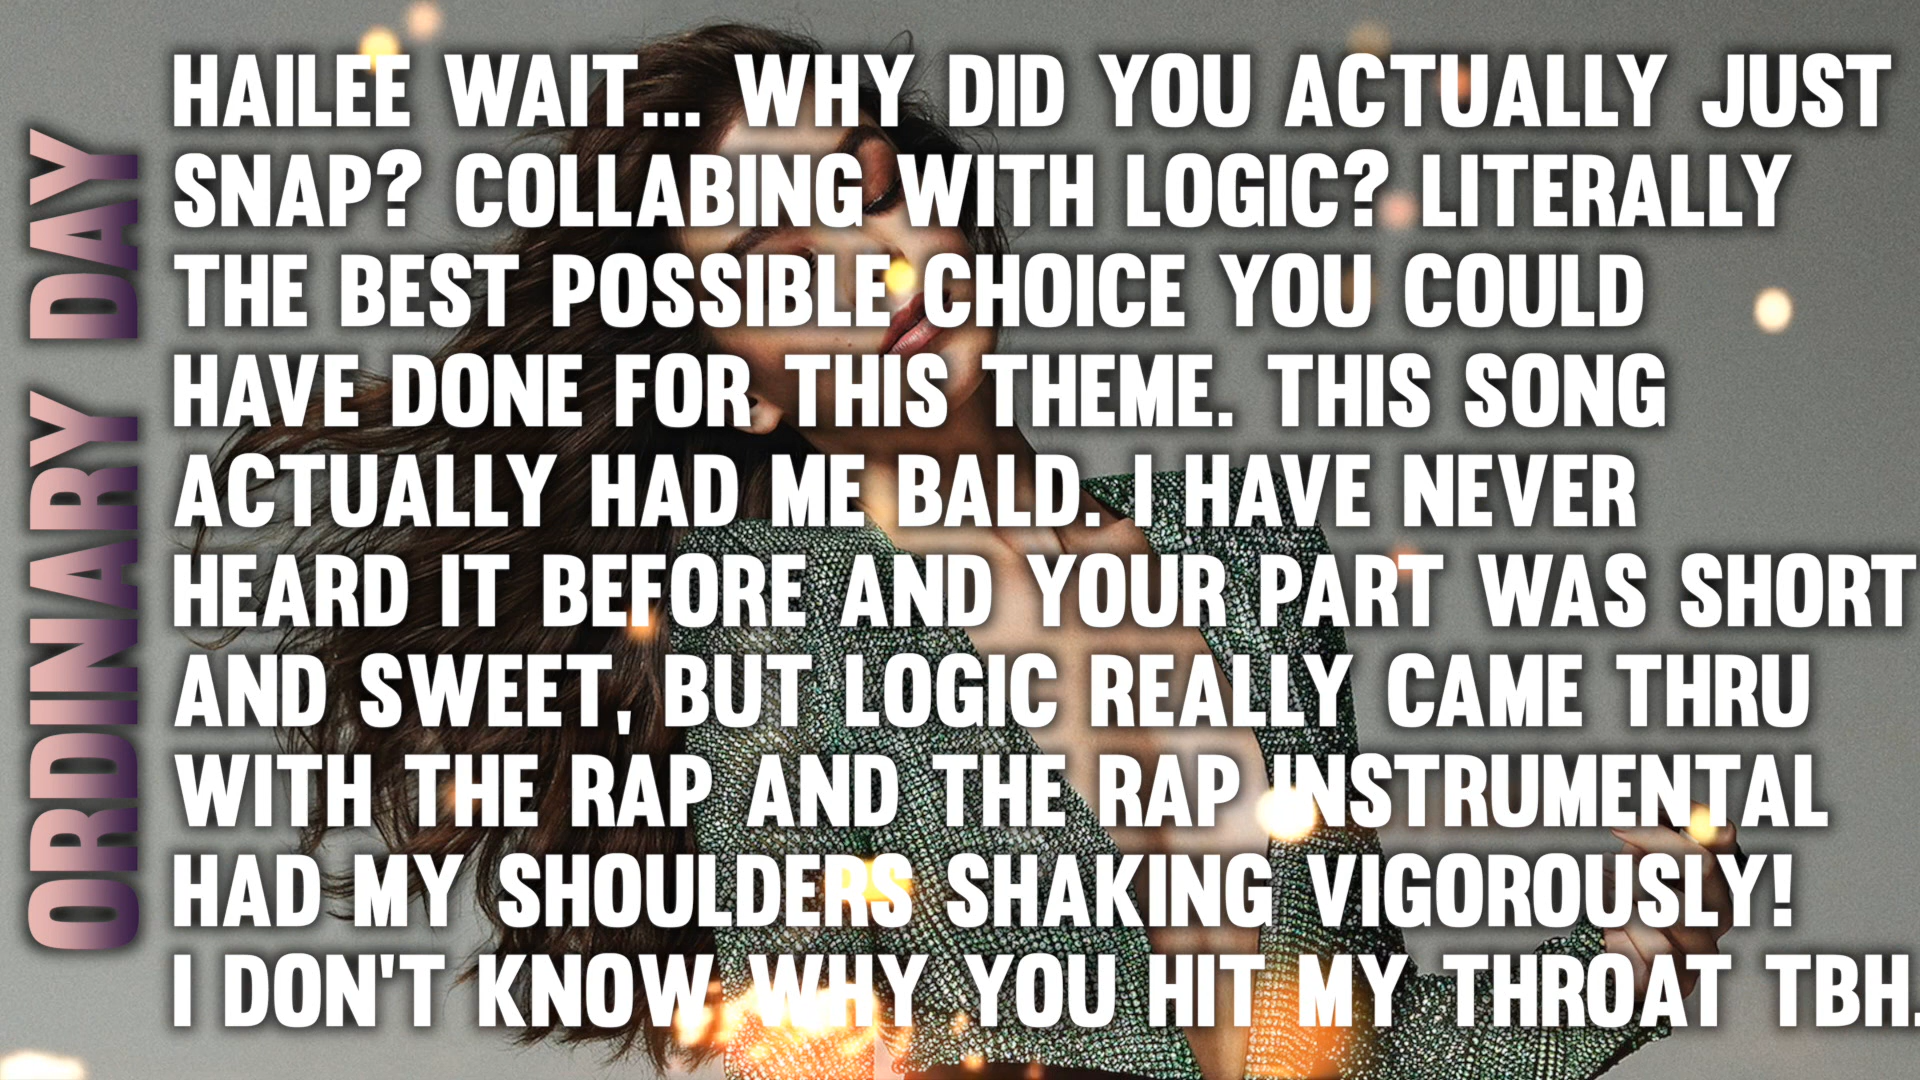 ORDINARY DAY
HAILEE WAIT... WHY DID YOU ACTUALLY JUST
SNAP? COLLABING WITH LOGIC? LITERALLY
THE BEST POSSIBLE CHOICE YOU COULD
HAVE DONE FOR THIS THEME. THIS SONG
ACTUALLY HAD ME BALD. I HAVE NEVER
HEARD IT BEFORE AND YOUR PART WAS SHORT
AND SWEET, BUT LOGIC REALLY CAME THRU
WITH THE RAP AND THE RAP INSTRUMENTAL
HAD MY SHOULDERS SHAKING VIGOROUSLY!
I DON'T KNOW WHY YOU HIT MY THROAT TBH.